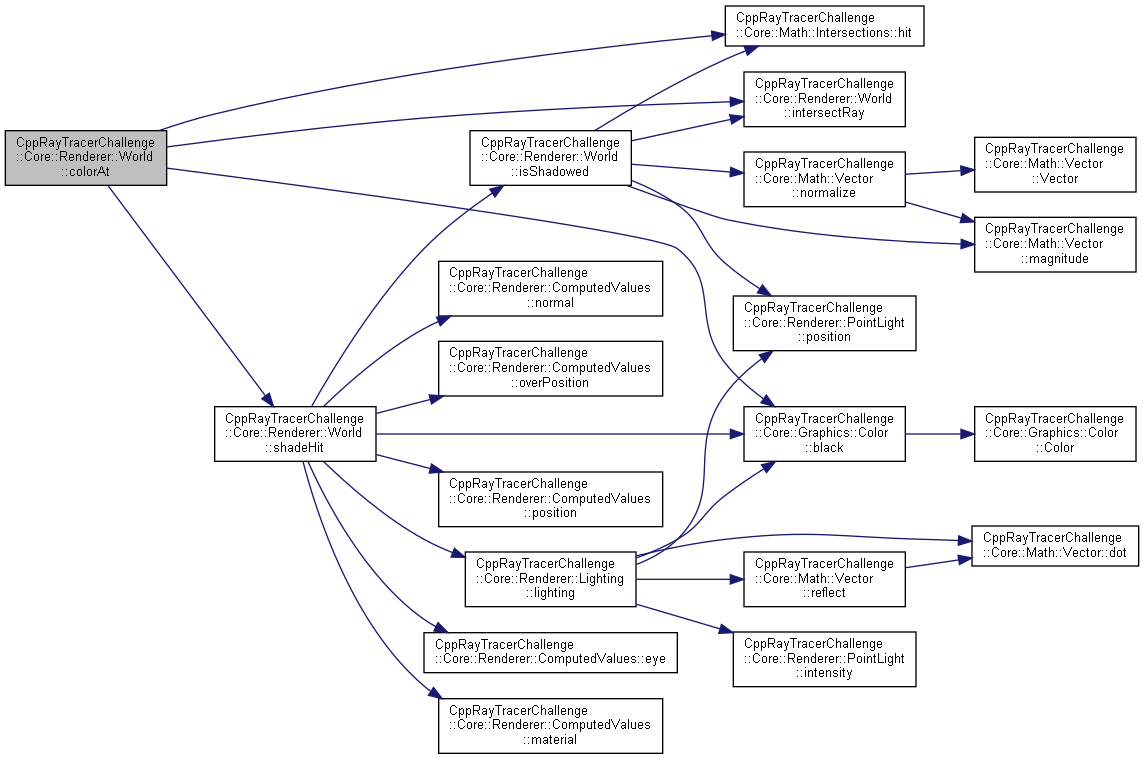 CppRayTracerChallenge
::Core::Math::Intersections::hit
CppRayTracerChallenge
::Core::Renderer::World
::intersectRay
CppRayTracerChallenge
::Core::Renderer::World
::colorAt
CppRayTracerChallenge
::Core::Renderer::World
::isShadowed
CppRayTracerChallenge
::Core::Math::Vector
::normalize
CppRayTracerChallenge
::Core::Math::Vector
::Vector
CppRayTracerChallenge
::Core::Math::Vector
::magnitude
CppRayTracerChallenge
::Core::Renderer::ComputedValues
::normal
CppRayTracerChallenge
::Core::Renderer::PointLight
::position
CppRayTracerChallenge
::Core::Renderer::ComputedValues
::overPosition
CppRayTracerChallenge
::Core::Renderer::World
::shadeHit
CppRayTracerChallenge
::Core::Graphics::Color
::black
CppRayTracerChallenge
::Core::Graphics::Color
::Color
CppRayTracerChallenge
::Core::Renderer::ComputedValues
::position
CppRayTracerChallenge
::Core::Math::Vector::dot
CppRayTracerChallenge
::Core::Renderer::Lighting
::lighting
CppRayTracerChallenge
::Core::Math::Vector
::reflect
CppRayTracerChallenge
::Core::Renderer::ComputedValues::eye
CppRayTracerChallenge
::Core::Renderer::PointLight
::intensity
CppRayTracerChallenge
::Core::Renderer::ComputedValues
::material